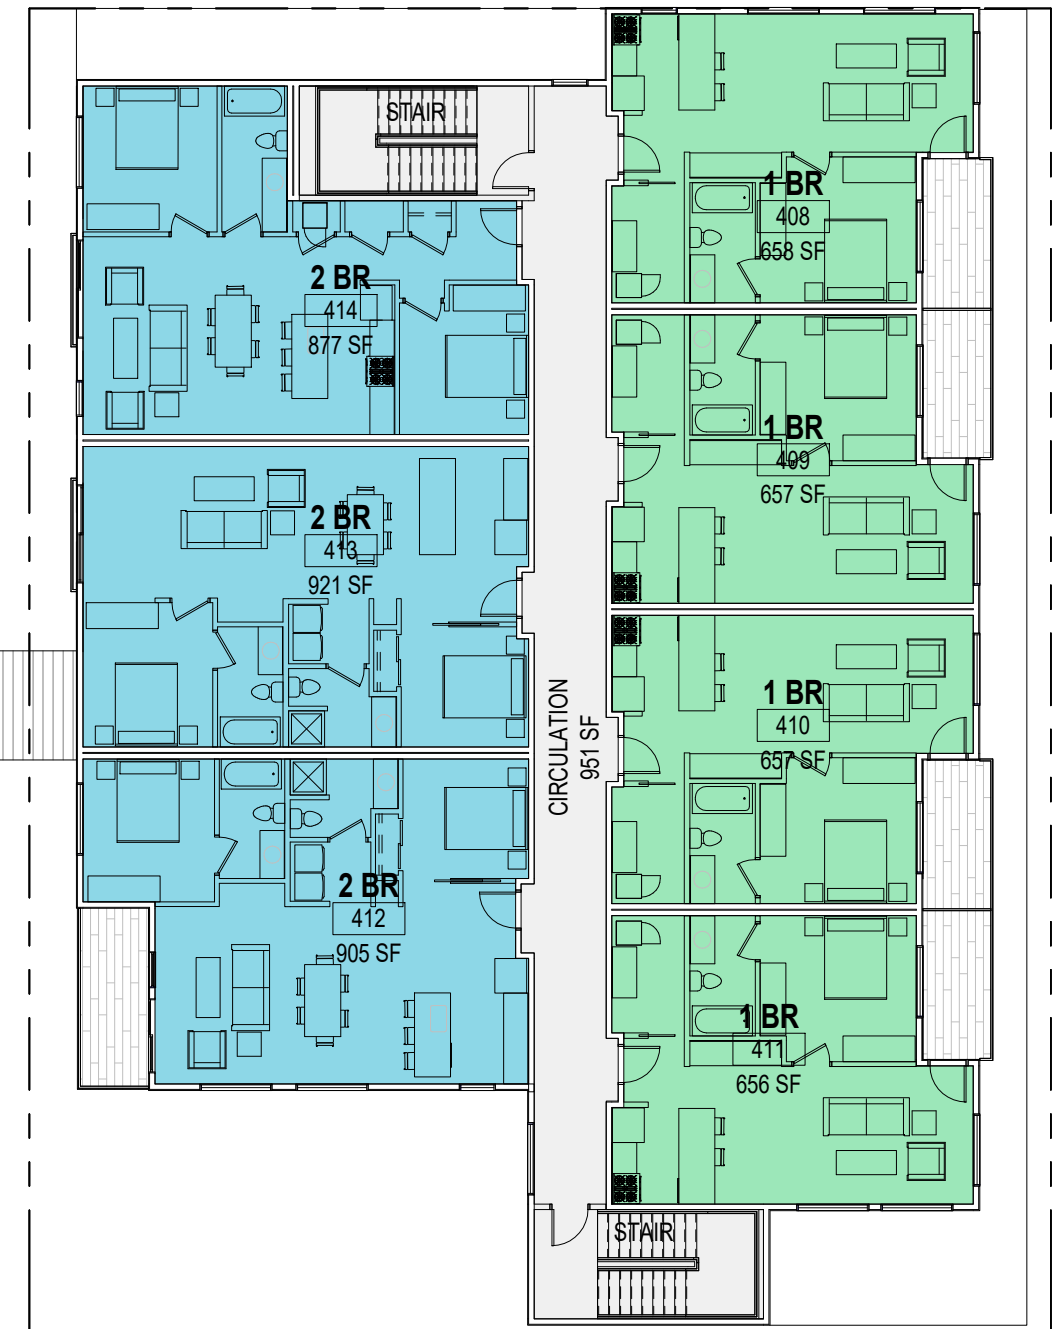 STAIR
1 BR
408
658 SF
2 BR
414
877 SF
1 BR
409
657 SF
2 BR
413
921 SF
CIRCULATION
951 SF
1 BR
410
657 SF
2 BR
412
905 SF
1 BR
411
656 SF
STAIR